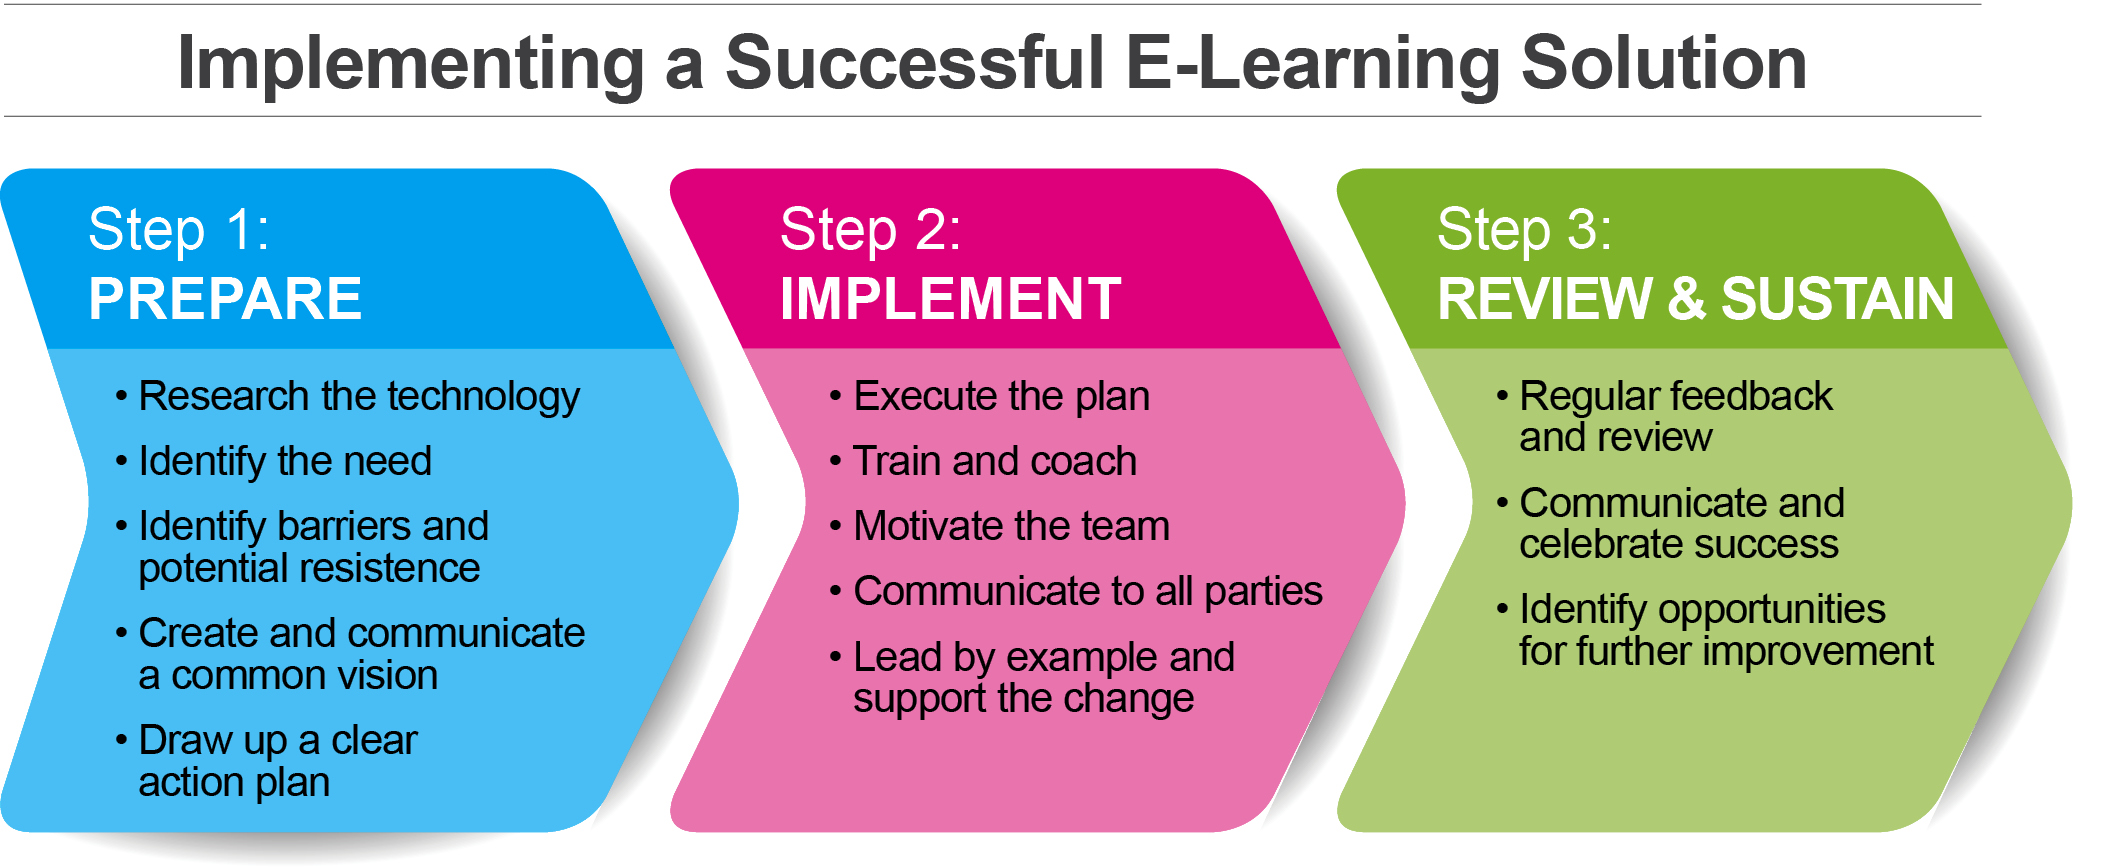 Implementing a Successful E-Learning Solution
Step 1:
PREPARE
• Research the technology
• Identify the need
• Identify barriers and
potential resistence
• Create and communicate
a common vision
• Draw up a clear
action plan
Step 2:
IMPLEMENT
• Execute the plan
• Train and coach
• Motivate the team
• Communicate to all parties
• Lead by example and
support the change
Step 3:
REVIEW & SUSTAIN
• Regular feedback
and review
• Communicate and
celebrate success
• Identify opportunities
for further improvement